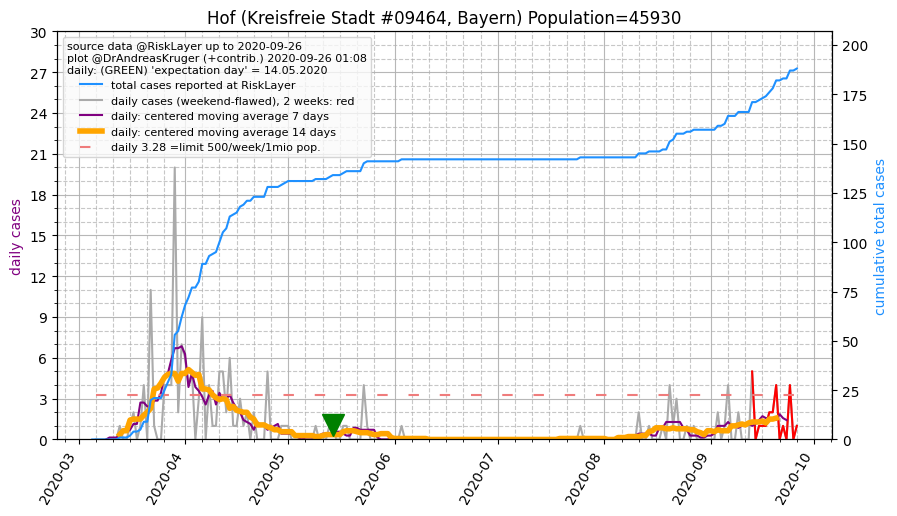 Hof (Kreisfreie Stadt #09464, Bayern) Population=45930
source data @RiskLayer up to 2020-09-26
plot @DrAndreasKruger (+contrib.) 2020-09-26 01:08
daily: (GREEN) 'expectation day' = 14.05.2020
total cases reported at RiskLayer
daily cases (weekend-flawed), 2 weeks: red
daily: centered moving average 7 days
daily: centered moving average 14 days
daily 3.28 =limit 500/week/1mio pop.
daily cases
30
27
24
21
18
15
12
9
6
3
0
cumulative total cases
200
175
150
125
100
75
50
25
0
2020-03
2020-04
2020-05
2020-06
2020-07
2020-08
2020-09
2020-10